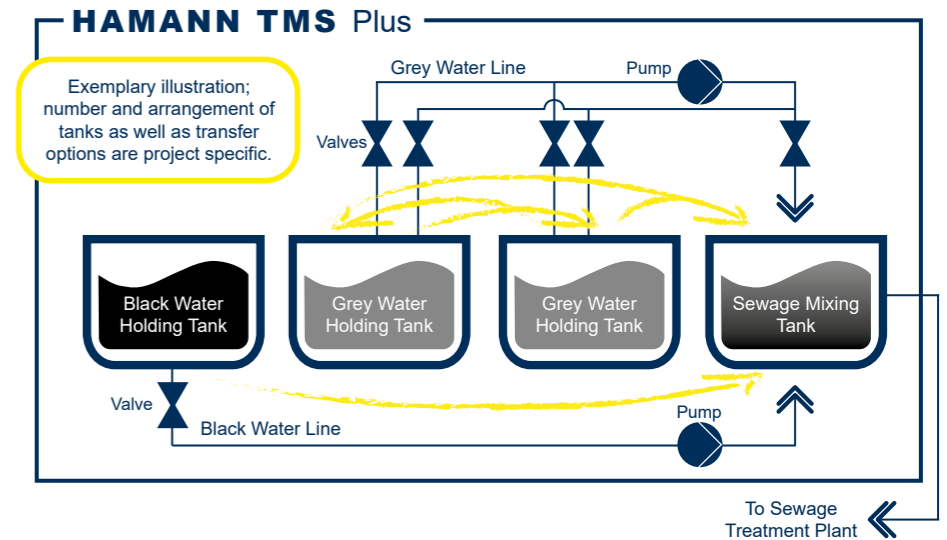 HAMANN TMS Plus
Exemplary illustration;
number and arrangement of
tanks as well as transfer
options are project specific.
Grey Water Line
Pump
Valves
Black Water
Holding Tank
Grey Water
Holding Tank
Grey Water
Holding Tank
Sewage Mixing
Tank
Valve
Black Water Line
Pump
To Sewage
Treatment Plant